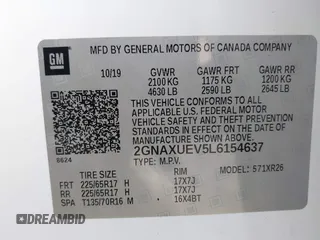 GM
MFD BY GENERAL MOTORS OF CANADA COMPANY
10/19 GVWR GAWR FRT GAWR RR
2100 KG 1175 KG 1200 KG
4630 LB 2590 LB 2645 LB
THIS VEHICLE CONFORMS TO ALL APPLICABLE
U.S. FEDERAL MOTOR VEHICLE SAFETY, BUMPER,
AND THEFT PREVENTION STANDARDS IN EFFECT
ON THE DATE OF MANUFACTURE SHOWN ABOVE.
2GNAXUEV5L6154637
8624 TYPE: M.P.V. MODEL: 571XR26
TIRE SIZE RIM
FRT 225/65R17 H 17X7J
RR 225/65R17 H 17X7J
SPA T135/70R16 M 16X4BT
DREAMBID